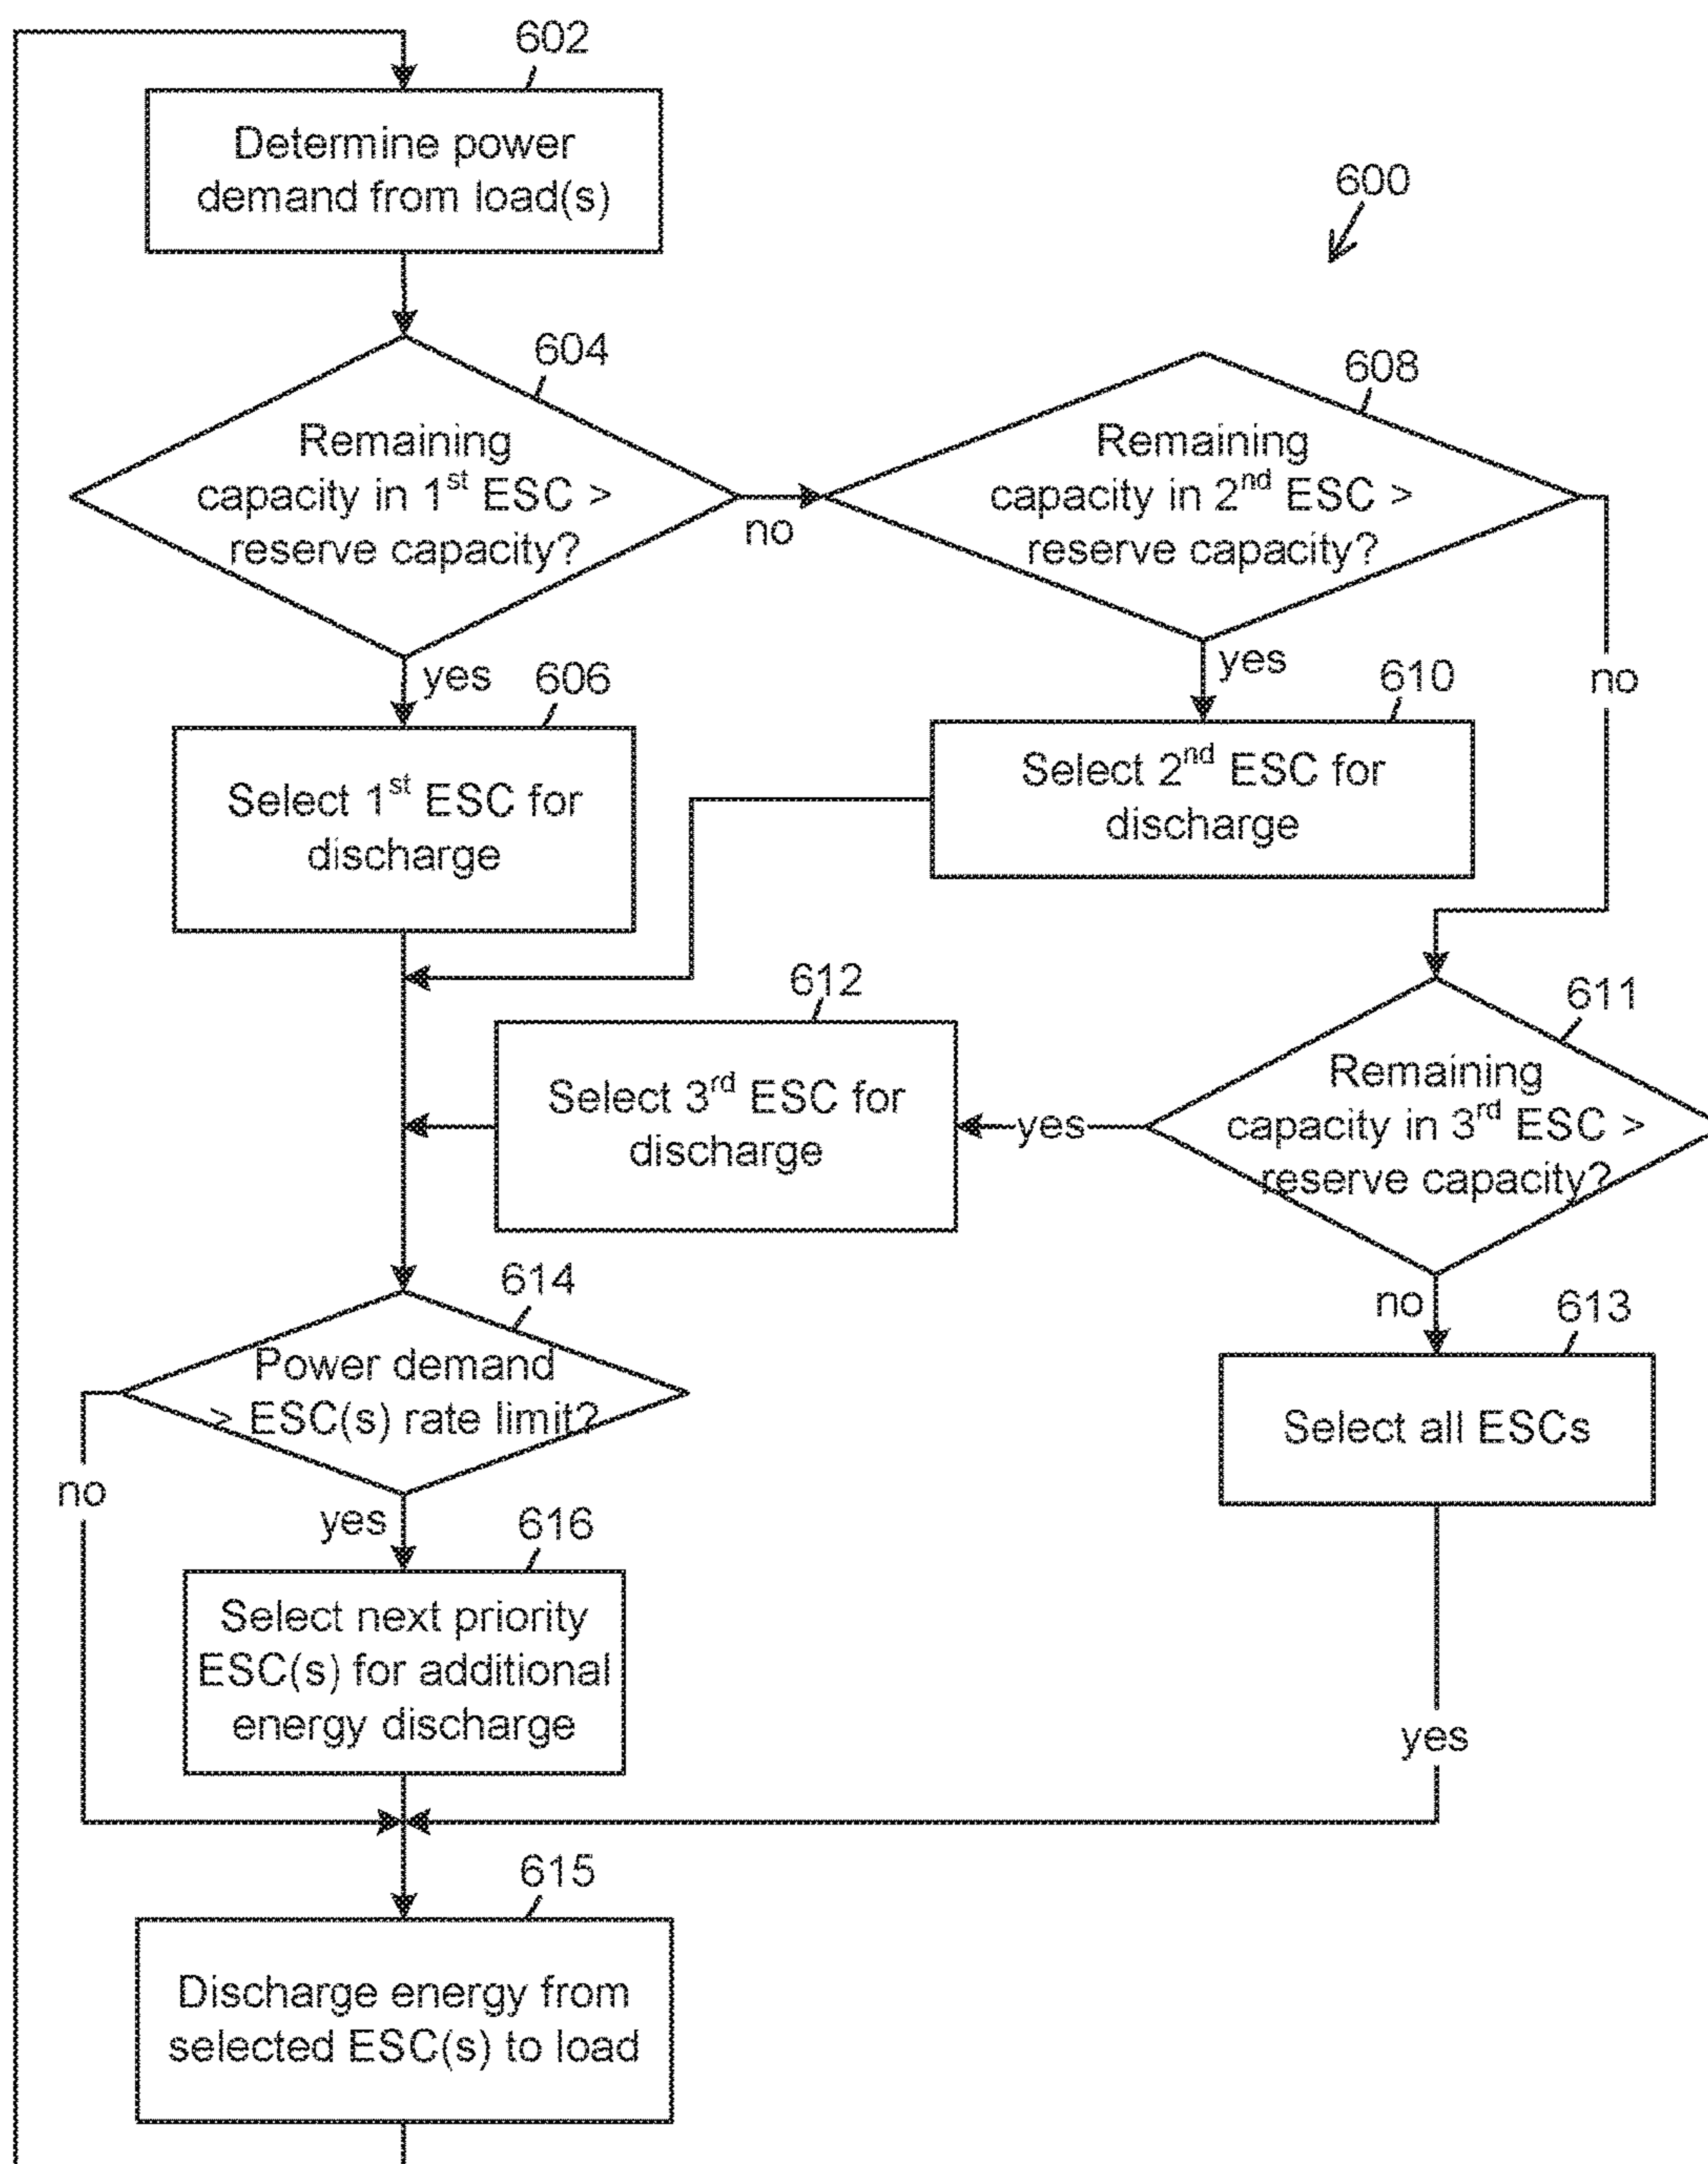 602
Determine power
demand from load(s)
600
604
Remaining
capacity in 1st ESC >
reserve capacity?
no
608
Remaining
capacity in 2nd ESC >
reserve capacity?
yes
606
Select 1st ESC for
discharge
yes
610
Select 2nd ESC for
discharge
no
612
Select 3rd ESC for
discharge
yes
611
Remaining
capacity in 3rd ESC >
reserve capacity?
no
613
Select all ESCs
yes
614
Power demand
> ESC(s) rate limit?
no
yes
616
Select next priority
ESC(s) for additional
energy discharge
615
Discharge energy from
selected ESC(s) to load